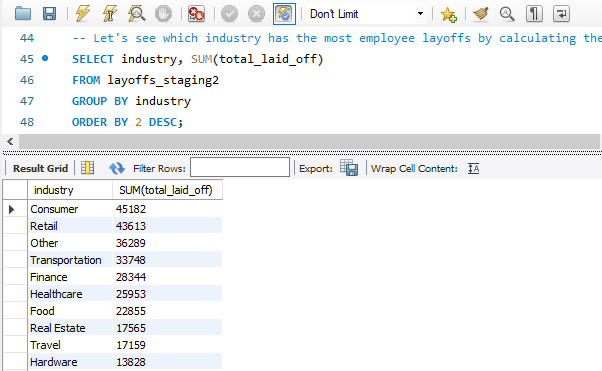 Don't Limit
44 -- Let's see which industry has the most employee layoffs by calculating the
45 SELECT industry, SUM(total_laid_off)
46 FROM layoffs_staging2
47 GROUP BY industry
48 ORDER BY 2 DESC;
Result Grid Filter Rows: Export: Wrap Cell Content: IA
industry SUM(total_laid_off)
Consumer 45182
Retail 43613
Other 36289
Transportation 33748
Finance 28344
Healthcare 25953
Food 22855
Real Estate 17565
Travel 17159
Hardware 13828